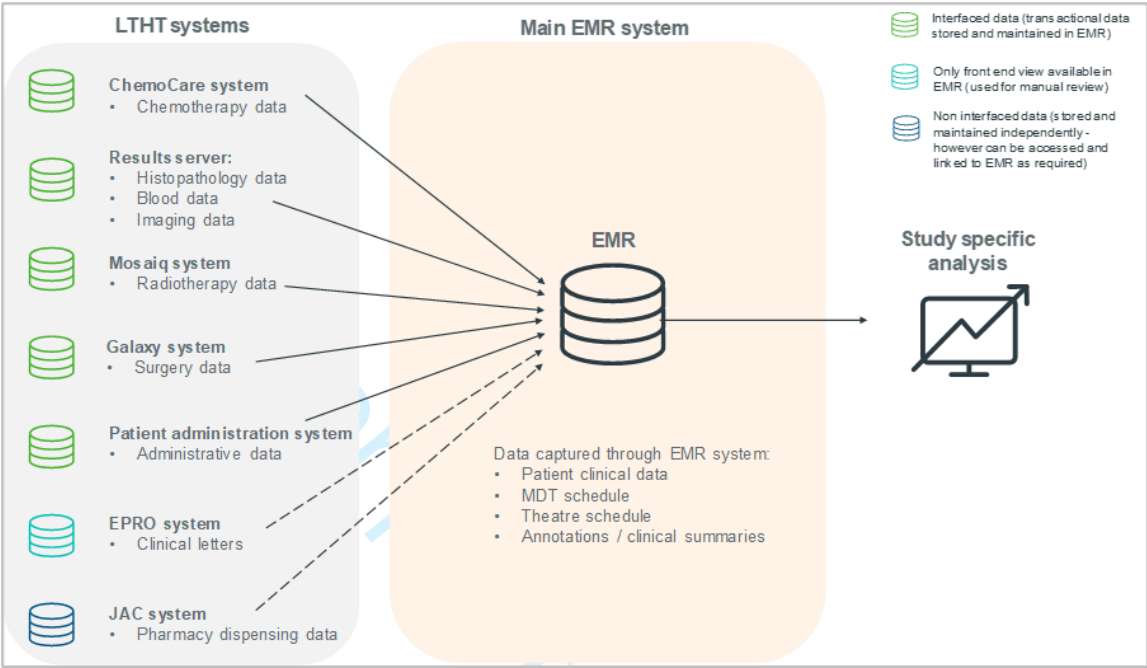 LTHT systems
ChemoCare system
• Chemotherapy data
Results server:
• Histopathology data
• Blood data
• Imaging data
Mosaiq system
• Radiotherapy data
Galaxy system
• Surgery data
Patient administration system
• Administrative data
EPRO system
• Clinical letters
JAC system
• Pharmacy dispensing data
Main EMR system
EMR
Data captured through EMR system:
• Patient clinical data
• MDT schedule
• Theatre schedule
• Annotations / clinical summaries
Interfaced data (transactional data
stored and maintained in EMR)
Only front end view available in
EMR (used for manual review)
Non interfaced data (stored and
maintained independently -
however can be accessed and
linked to EMR as required)
Study specific
analysis